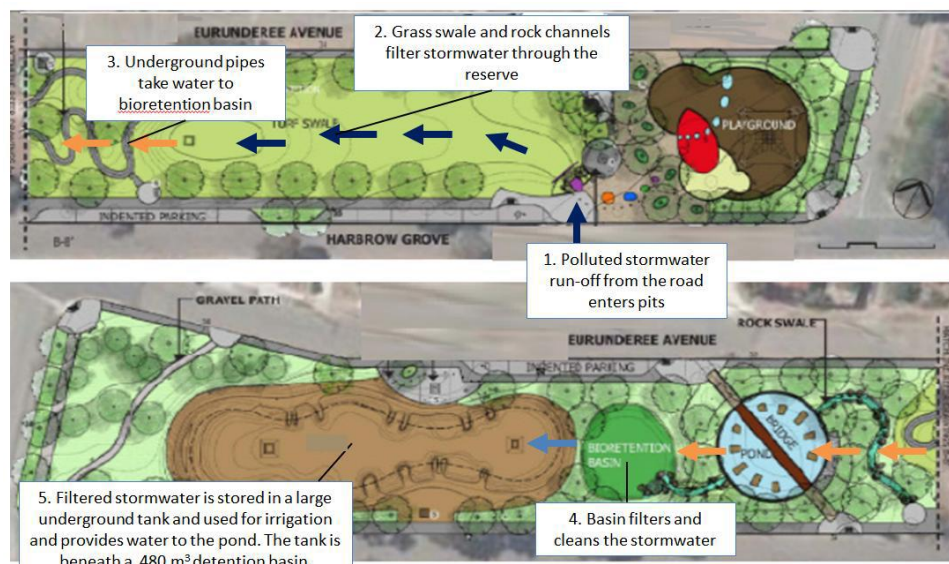 EURUNDEREE AVENUE
2. Grass swale and rock channels
filter stormwater through the
reserve
3. Underground pipes
take water to
bioretention basin
TURF SWALE
PLAYGROUND
INDENTED PARKING
B-B'
HARBROW GROVE
1. Polluted stormwater
run-off from the road
enters pits
GRAVEL PATH
EURUNDEREE AVENUE
ROCK SWALE
INDENTED PARKING
BRIDGE
POND
BIORETENTION
BASIN
5. Filtered stormwater is stored in a large
underground tank and used for irrigation
and provides water to the pond. The tank is
beneath a 480 m³ detention basin
4. Basin filters and
cleans the stormwater